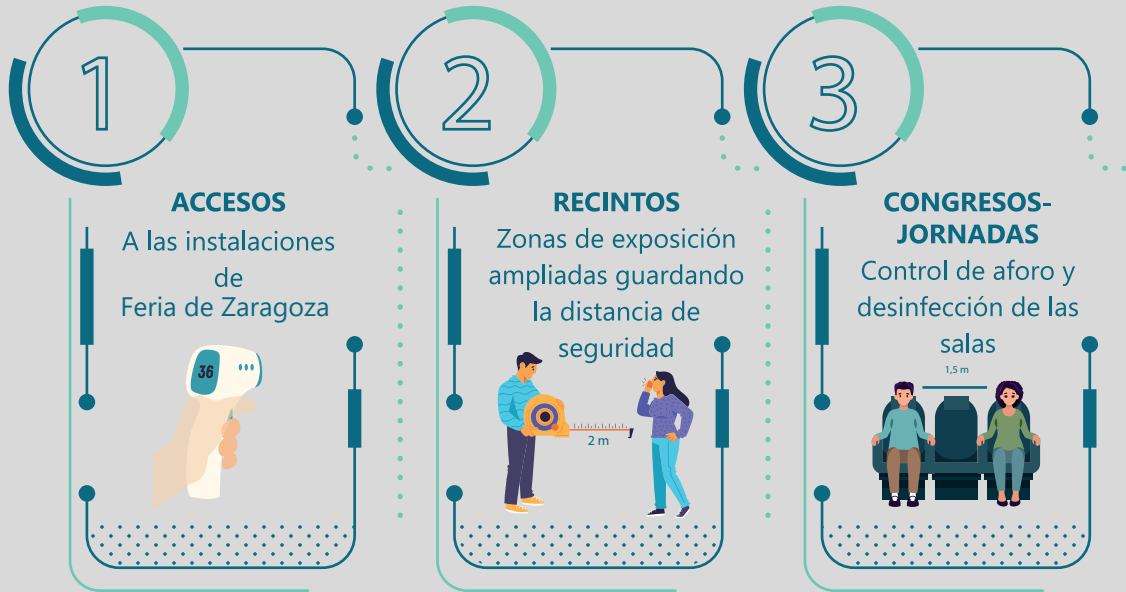 1
ACCESOS
A las instalaciones
de
Feria de Zaragoza
36
2
RECINTOS
Zonas de exposición
ampliadas guardando
la distancia de
seguridad
2 m
3
CONGRESOS-
JORNADAS
Control de aforo y
desinfección de las
salas
1,5 m